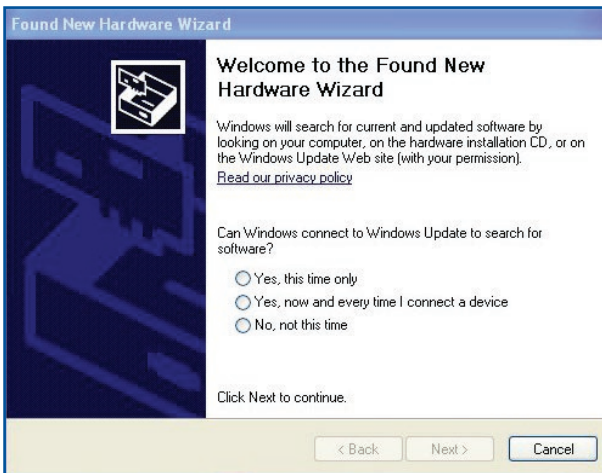 Found New Hardware Wizard
Welcome to the Found New
Hardware Wizard
Windows will search for current and updated software by
looking on your computer, on the hardware installation CD, or on
the Windows Update Web site (with your permission).
Read our privacy policy
Can Windows connect to Windows Update to search for
software?
Yes, this time only
Yes, now and every time I connect a device
No, not this time
Click Next to continue.
< Back Next > Cancel